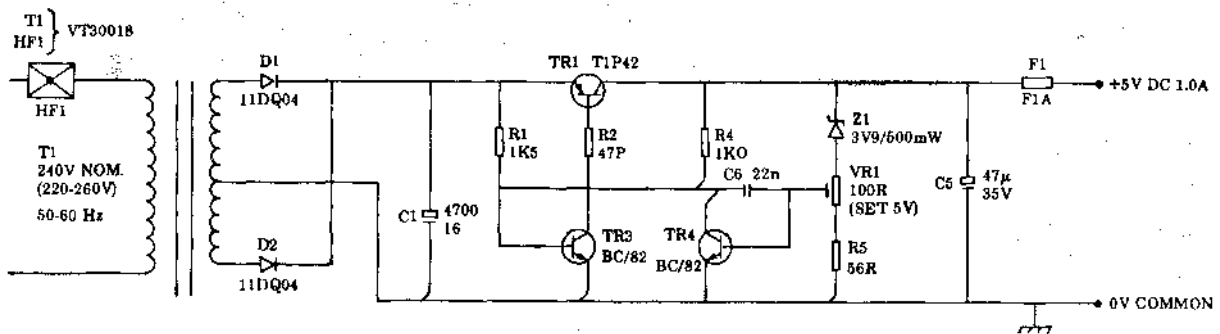 T1
HF1
VT30018
HF1
T1
240V NOM.
(220-260V)
50-60 Hz
D1
11DQ04
D2
11DQ04
C1
4700
16
TR1 T1P42
R1
1K5
R2
47P
R4
1KO
C6 22n
TR3
BC/82
TR4
BC/82
Z1
3V9/500mW
VR1
100R
(SET 5V)
R5
56R
C5
47μ
35V
F1
F1A
+5V DC 1.0A
0V COMMON